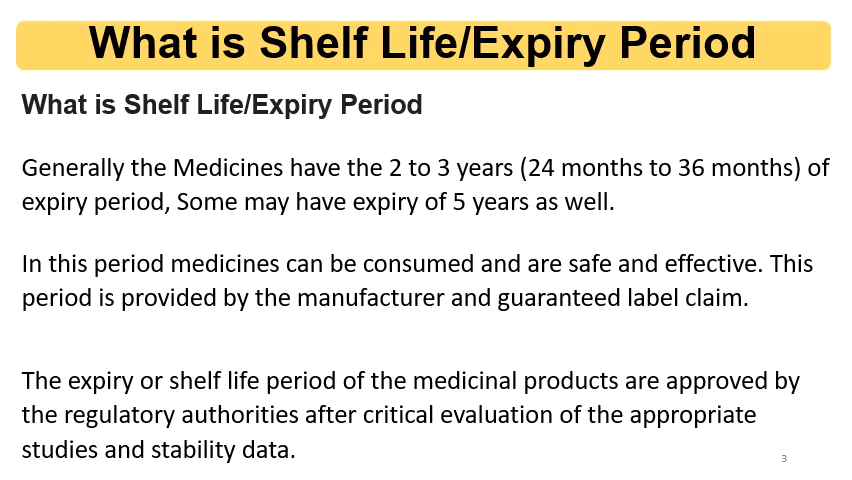 What is Shelf Life/Expiry Period
What is Shelf Life/Expiry Period
Generally the Medicines have the 2 to 3 years (24 months to 36 months) of
expiry period, Some may have expiry of 5 years as well.
In this period medicines can be consumed and are safe and effective. This
period is provided by the manufacturer and guaranteed label claim.
The expiry or shelf life period of the medicinal products are approved by
the regulatory authorities after critical evaluation of the appropriate
studies and stability data.
3